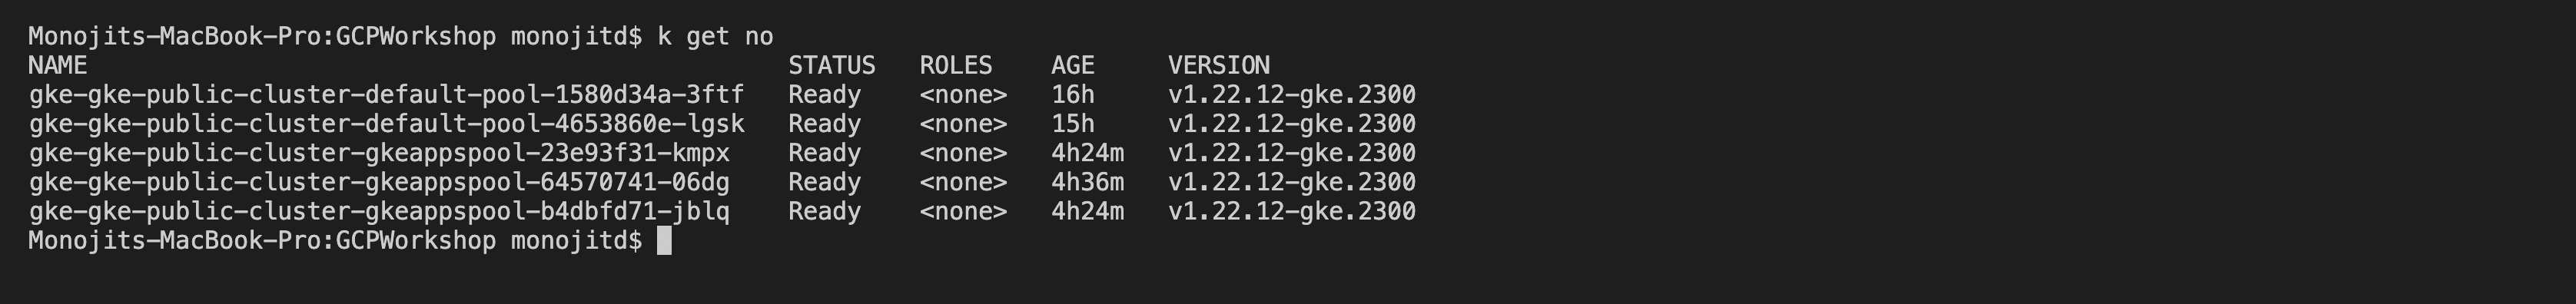 Monojits-MacBook-Pro:GCPWorkshop monojitd$ k get no
NAME STATUS ROLES AGE VERSION
gke-gke-public-cluster-default-pool-1580d34a-3ftf Ready <none> 16h v1.22.12-gke.2300
gke-gke-public-cluster-default-pool-4653860e-lgsk Ready <none> 15h v1.22.12-gke.2300
gke-gke-public-cluster-gkeappspool-23e93f31-kmpx Ready <none> 4h24m v1.22.12-gke.2300
gke-gke-public-cluster-gkeappspool-64570741-06dg Ready <none> 4h36m v1.22.12-gke.2300
gke-gke-public-cluster-gkeappspool-b4dbfd71-jblq Ready <none> 4h24m v1.22.12-gke.2300
Monojits-MacBook-Pro:GCPWorkshop monojitd$